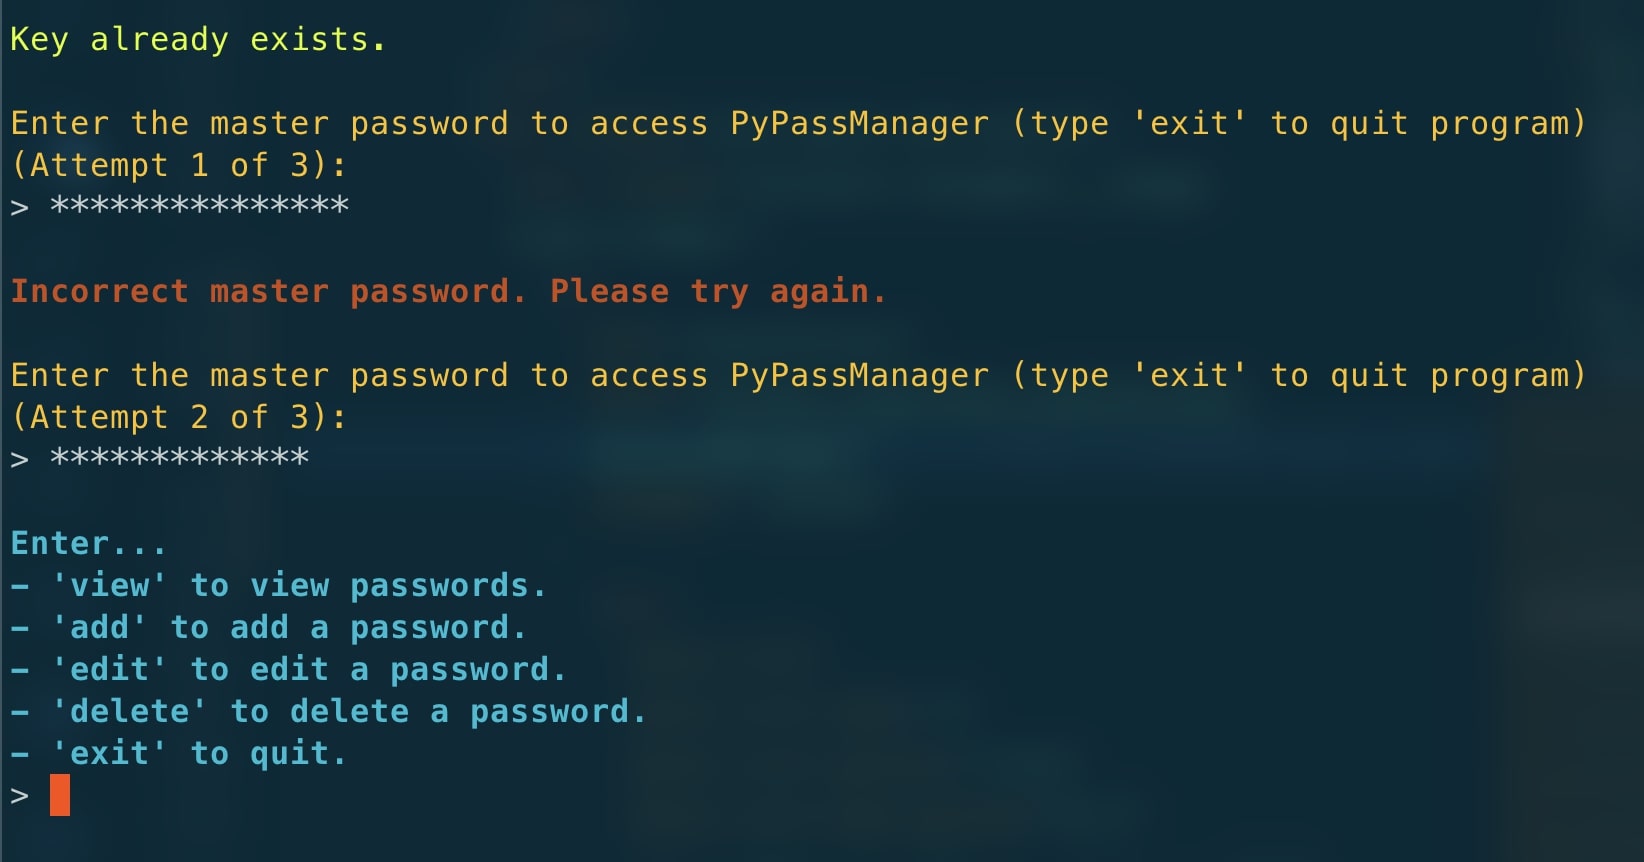 Key already exists.
Enter the master password to access PyPassManager (type 'exit' to quit program)
(Attempt 1 of 3):
> ***************
Incorrect master password. Please try again.
Enter the master password to access PyPassManager (type 'exit' to quit program)
(Attempt 2 of 3):
> *************
Enter...
- 'view' to view passwords.
- 'add' to add a password.
- 'edit' to edit a password.
- 'delete' to delete a password.
- 'exit' to quit.
>